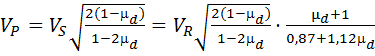 V_P = V_S √(2(1−μ_d) / 1−2μ_d) = V_R √(2(1−μ_d) / 1−2μ_d) · μ_d+1 / 0,87+1,12μ_d